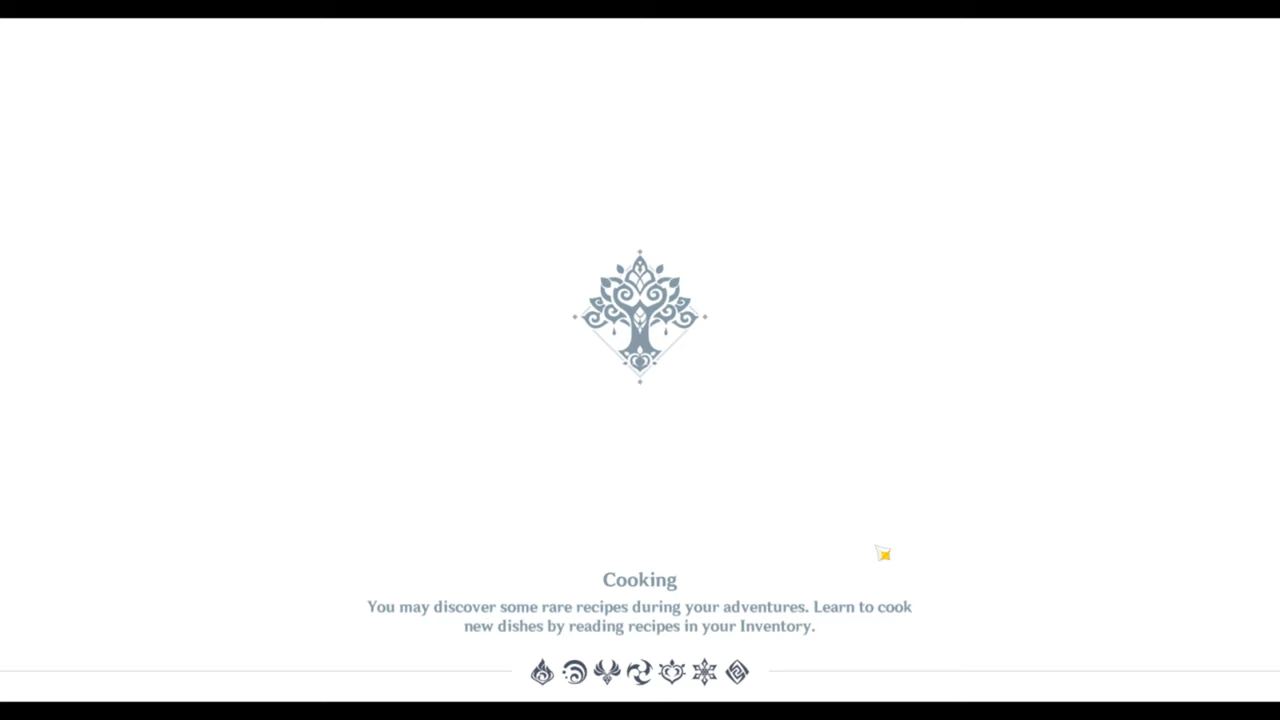 Cooking
You may discover some rare recipes during your adventures. Learn to cook
new dishes by reading recipes in your Inventory.